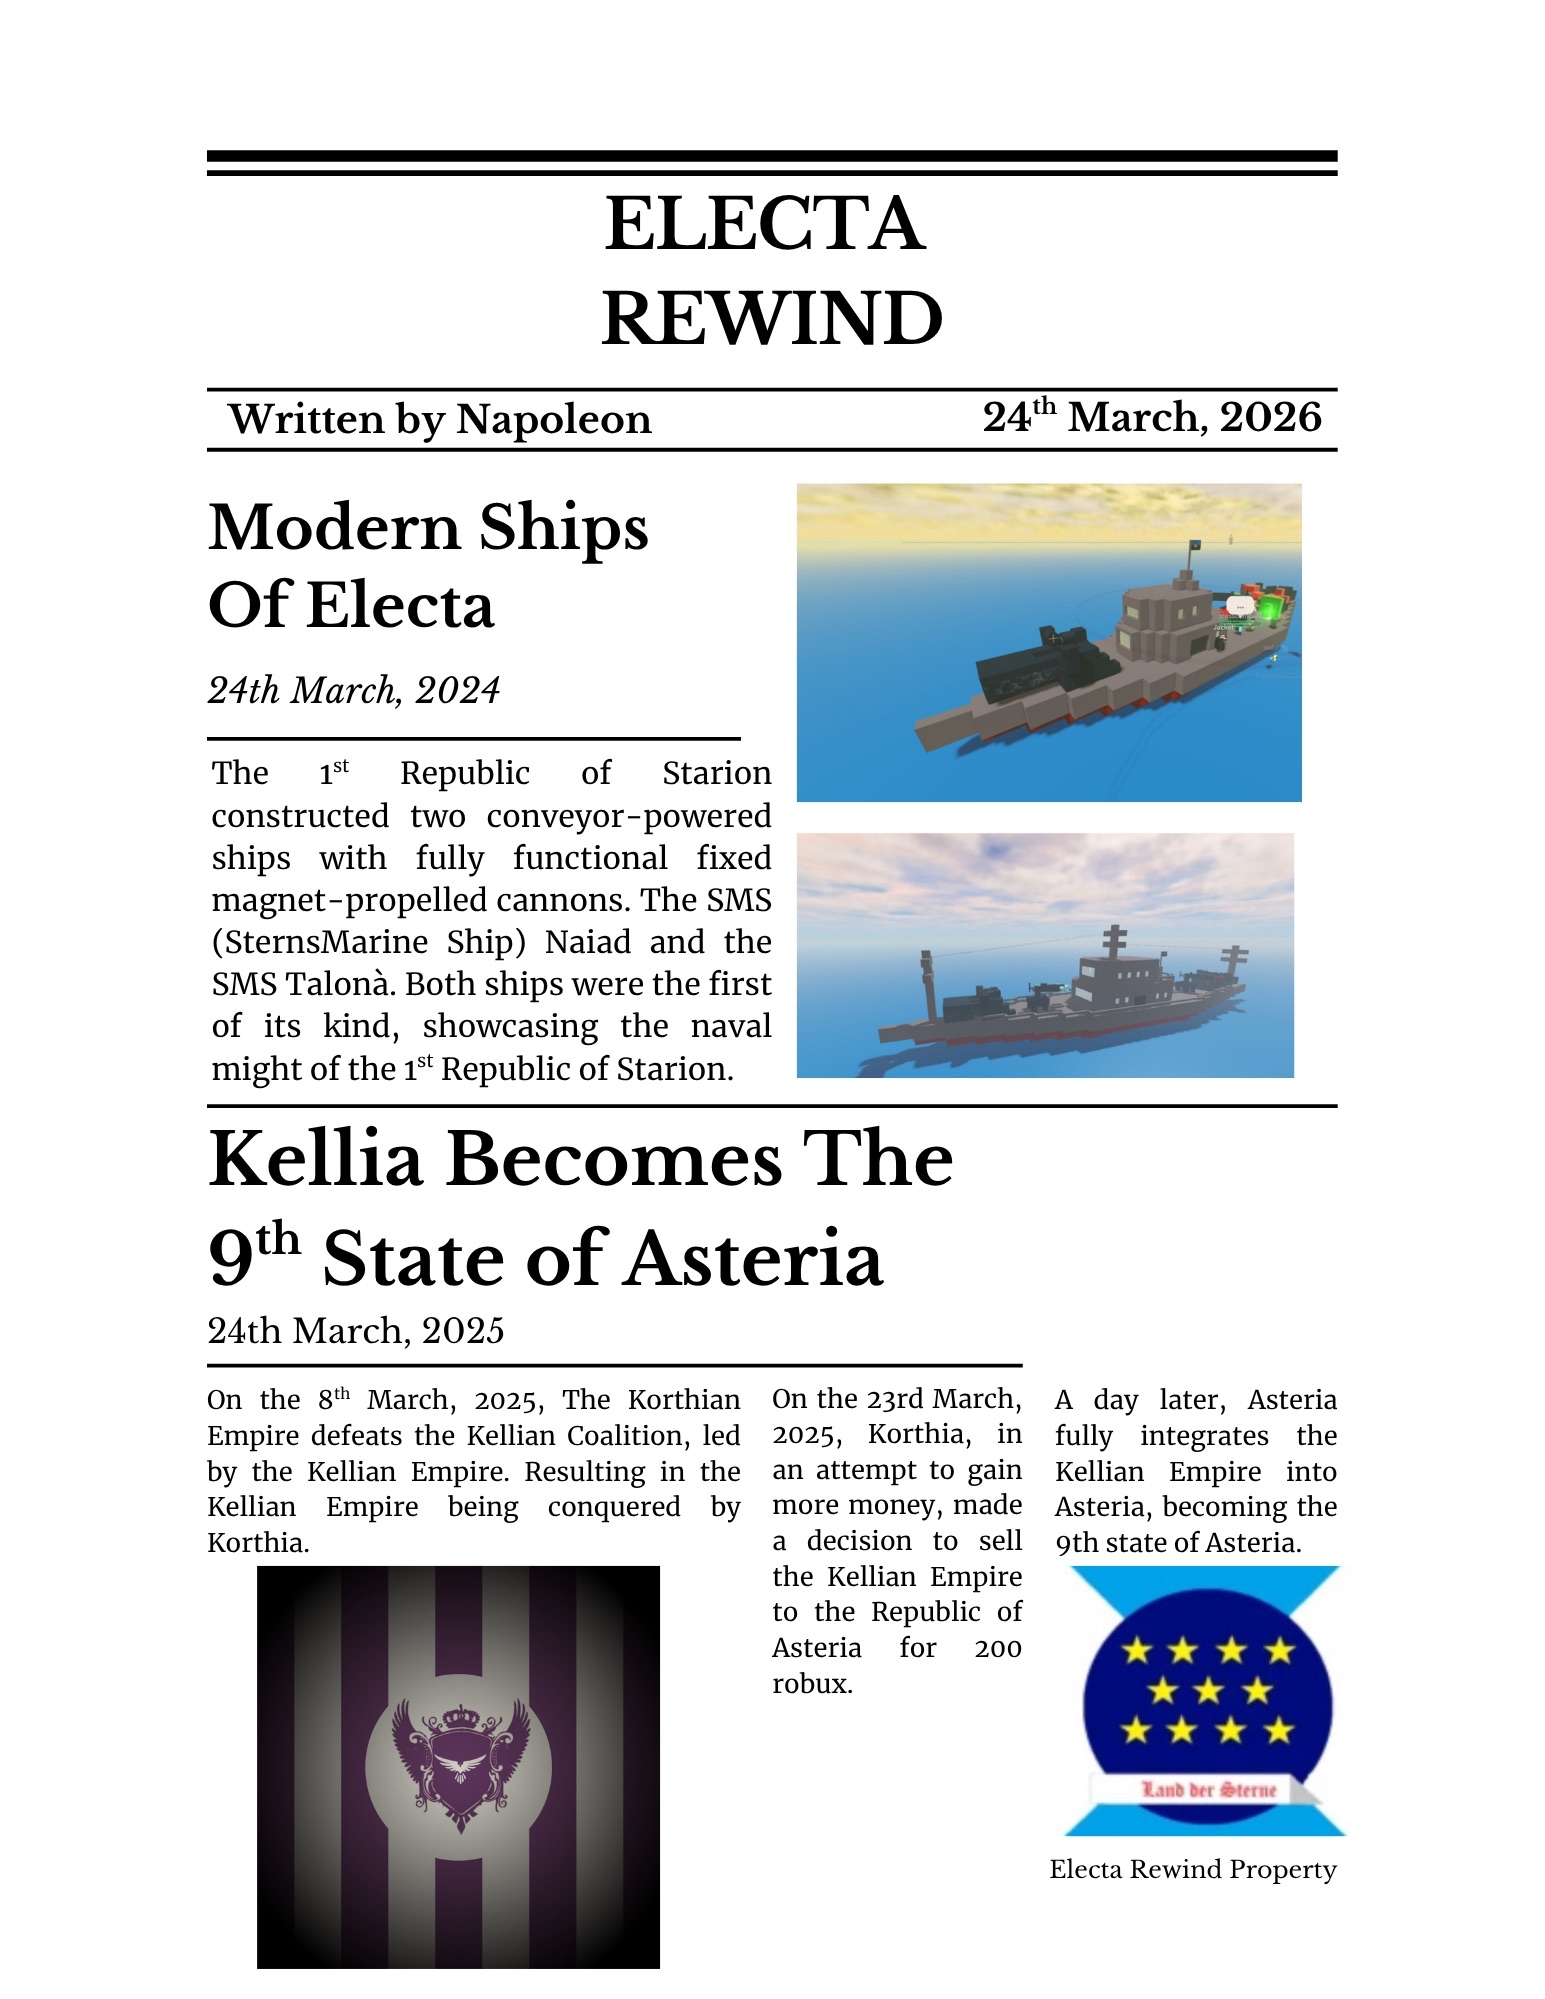 ELECTA
REWIND
Written by Napoleon
24th March, 2026
Modern Ships
Of Electa
24th March, 2024
The 1st Republic of Starion
constructed two conveyor-powered
ships with fully functional fixed
magnet-propelled cannons. The SMS
(SternsMarine Ship) Naiad and the
SMS Talonà. Both ships were the first
of its kind, showcasing the naval
might of the 1st Republic of Starion.
Kellia Becomes The
9th State of Asteria
24th March, 2025
On the 8th March, 2025, The Korthian
Empire defeats the Kellian Coalition, led
by the Kellian Empire. Resulting in the
Kellian Empire being conquered by
Korthia.
On the 23rd March,
2025, Korthia, in
an attempt to gain
more money, made
a decision to sell
the Kellian Empire
to the Republic of
Asteria for 200
robux.
A day later, Asteria
fully integrates the
Kellian Empire into
Asteria, becoming the
9th state of Asteria.
Land der Sterne
Electa Rewind Property